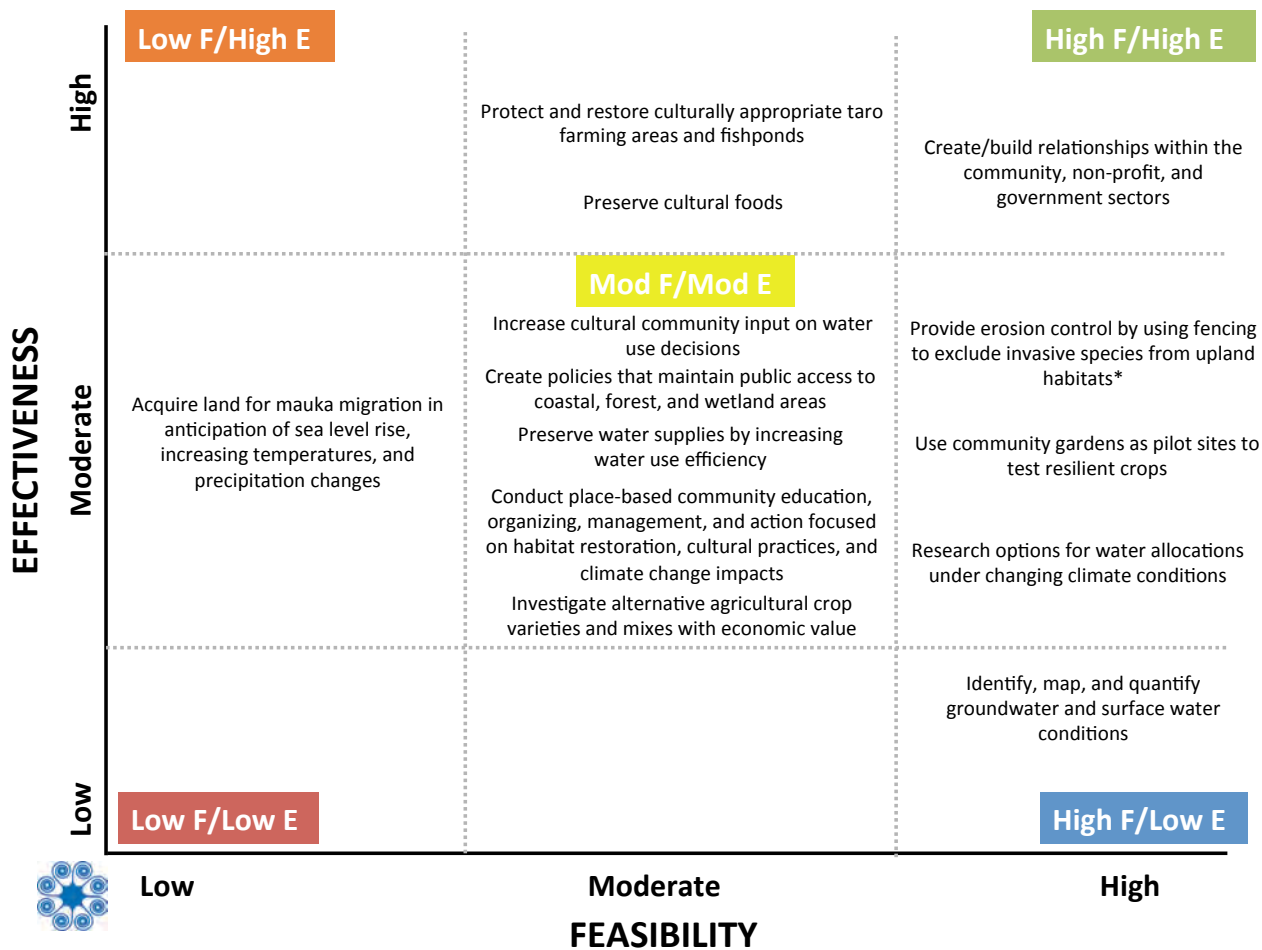 Low F/High E
High F/High E
High
Protect and restore culturally appropriate taro
farming areas and fishponds
Preserve cultural foods
Create/build relationships within the
community, non-profit, and
government sectors
EFFECTIVENESS
Moderate
Acquire land for mauka migration in
anticipation of sea level rise,
increasing temperatures, and
precipitation changes
Mod F/Mod E
Increase cultural community input on water
use decisions
Create policies that maintain public access to
coastal, forest, and wetland areas
Preserve water supplies by increasing
water use efficiency
Conduct place-based community education,
organizing, management, and action focused
on habitat restoration, cultural practices, and
climate change impacts
Investigate alternative agricultural crop
varieties and mixes with economic value
Provide erosion control by using fencing
to exclude invasive species from upland
habitats*
Use community gardens as pilot sites to
test resilient crops
Research options for water allocations
under changing climate conditions
Identify, map, and quantify
groundwater and surface water
conditions
Low
Low F/Low E
High F/Low E
Low
Moderate
High
FEASIBILITY